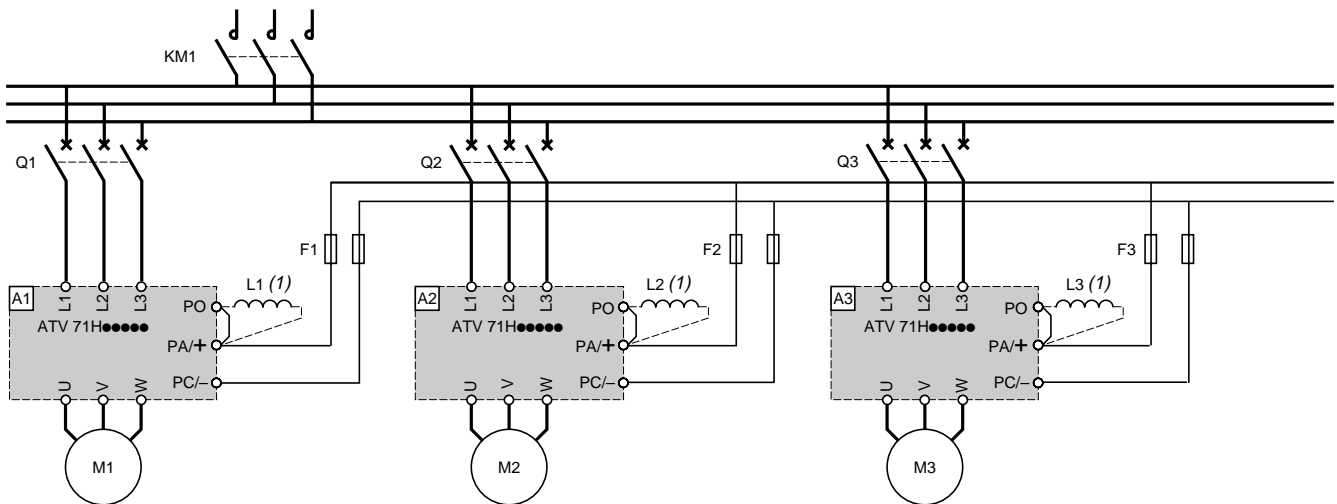 KM1
Q1
Q2
Q3
F1
F2
F3
A1
L1
L2
L3
PO
L1 (1)
ATV 71H●●●●●
PA/+
PC/–
U
V
W
M1
A2
L1
L2
L3
PO
L2 (1)
ATV 71H●●●●●
PA/+
PC/–
U
V
W
M2
A3
L1
L2
L3
PO
L3 (1)
ATV 71H●●●●●
PA/+
PC/–
U
V
W
M3